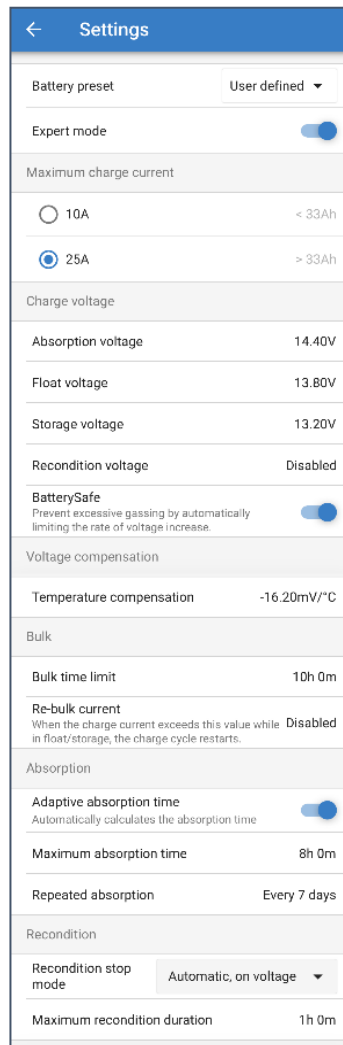 Settings
Battery preset User defined
Expert mode
Maximum charge current
10A < 33Ah
25A > 33Ah
Charge voltage
Absorption voltage 14.40V
Float voltage 13.80V
Storage voltage 13.20V
Recondition voltage Disabled
BatterySafe
Prevent excessive gassing by automatically
limiting the rate of voltage increase.
Voltage compensation
Temperature compensation -16.20mV/°C
Bulk
Bulk time limit 10h 0m
Re-bulk current
When the charge current exceeds this value while Disabled
in float/storage, the charge cycle restarts.
Absorption
Adaptive absorption time
Automatically calculates the absorption time
Maximum absorption time 8h 0m
Repeated absorption Every 7 days
Recondition
Recondition stop
mode Automatic, on voltage
Maximum recondition duration 1h 0m